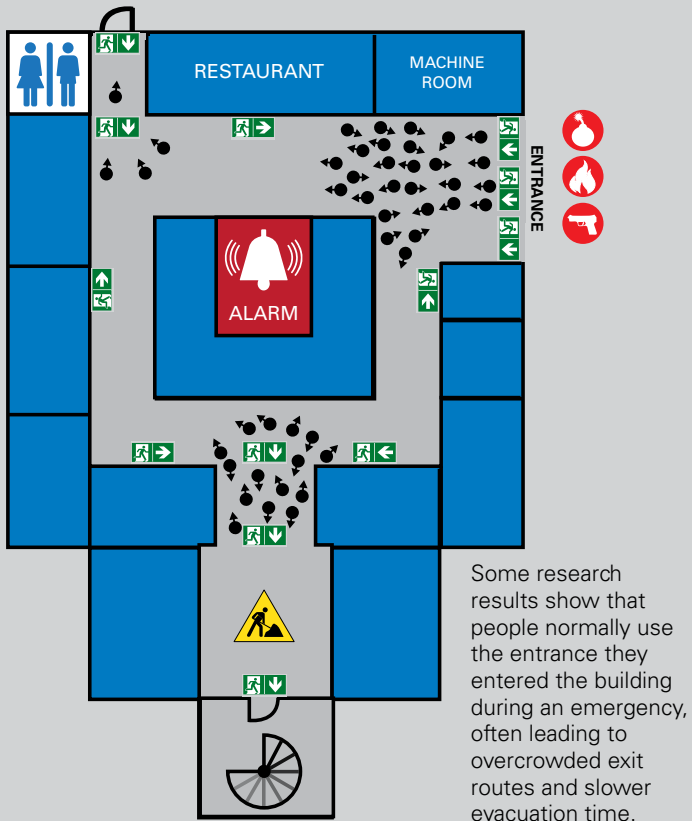 RESTAURANT
MACHINE
ROOM
ENTRANCE
ALARM
Some research
results show that
people normally use
the entrance they
entered the building
during an emergency,
often leading to
overcrowded exit
routes and slower
evacuation time.